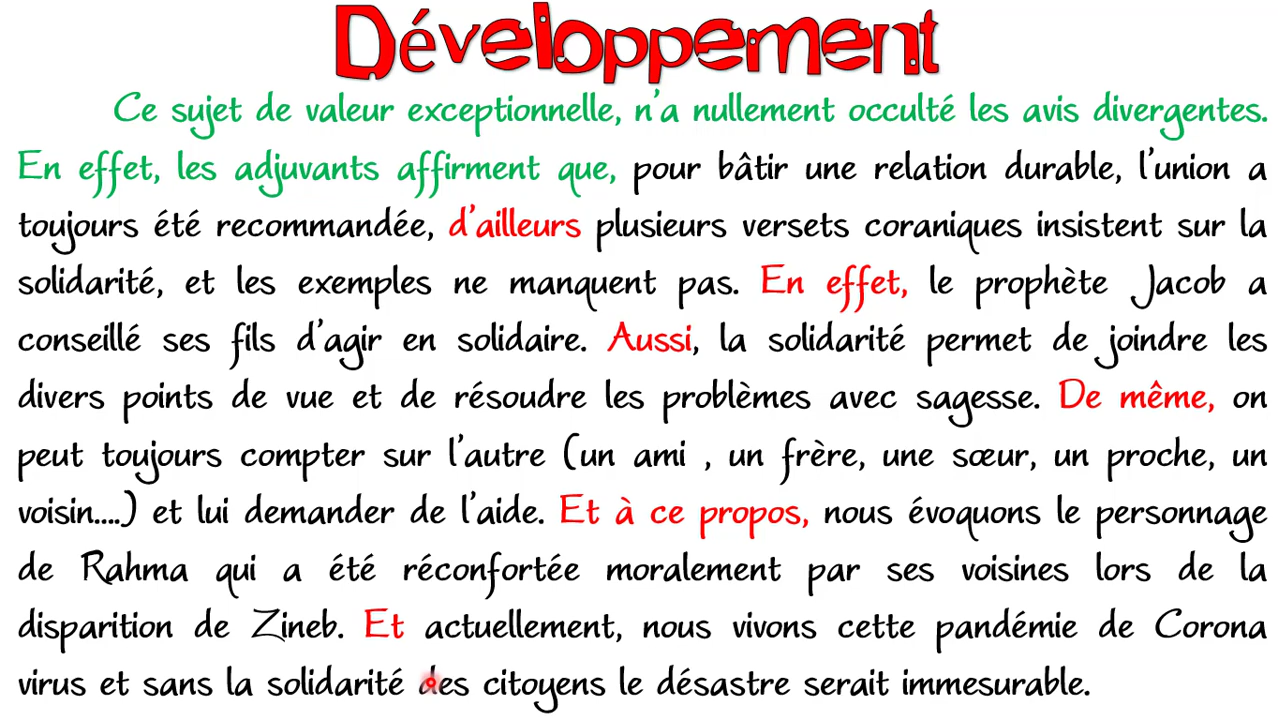 Développement
Ce sujet de valeur exceptionnelle, n'a nullement occulté les avis divergentes.
En effet, les adjuvants affirment que, pour bâtir une relation durable, l'union a
toujours été recommandée, d'ailleurs plusieurs versets coraniques insistent sur la
solidarité, et les exemples ne manquent pas. En effet, le prophète Jacob a
conseillé ses fils d'agir en solidaire. Aussi, la solidarité permet de joindre les
divers points de vue et de résoudre les problèmes avec sagesse. De même, on
peut toujours compter sur l'autre (un ami , un frère, une sœur, un proche, un
voisin....) et lui demander de l'aide. Et à ce propos, nous évoquons le personnage
de Rahma qui a été réconfortée moralement par ses voisines lors de la
disparition de Zineb. Et actuellement, nous vivons cette pandémie de Corona
virus et sans la solidarité des citoyens le désastre serait immesurable.